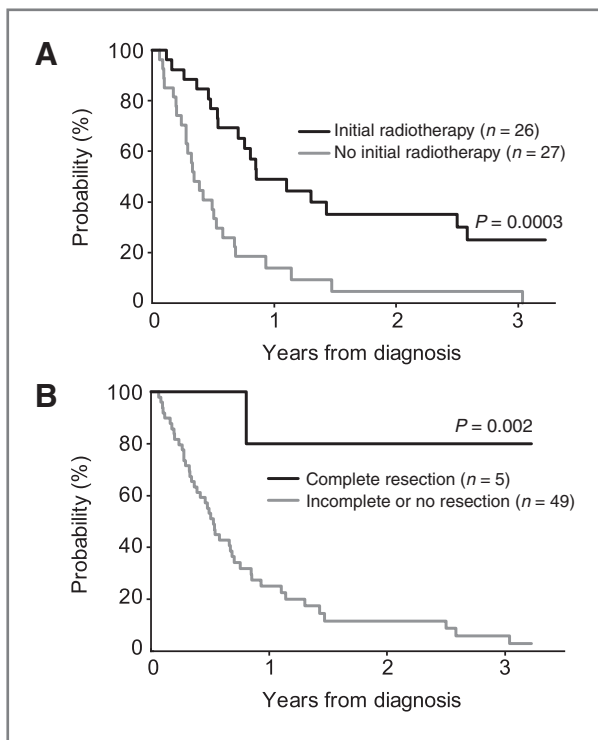 A
Probability (%)
100
80
60
40
20
0
Initial radiotherapy (n = 26)
No initial radiotherapy (n = 27)
P = 0.0003
0 1 2 3
Years from diagnosis
B
Probability (%)
100
80
60
40
20
0
P = 0.002
Complete resection (n = 5)
Incomplete or no resection (n = 49)
0 1 2 3
Years from diagnosis